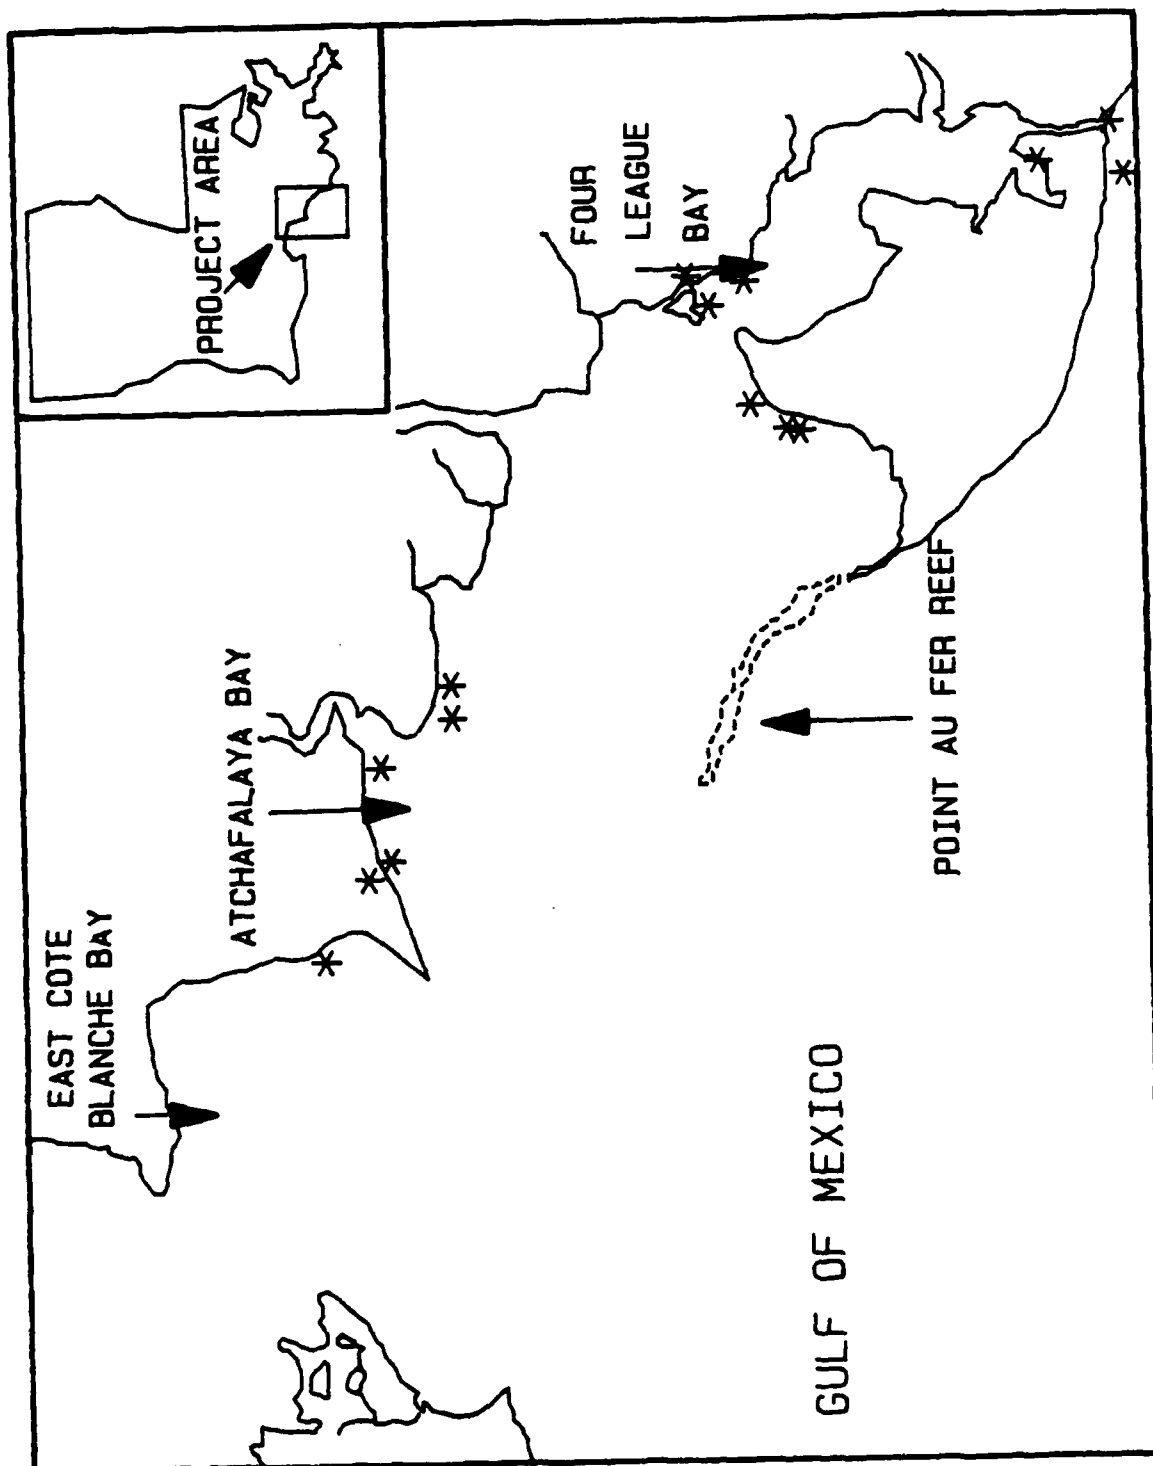 EAST COTE
BLANCHE BAY
ATCHAFALAYA BAY
PROJECT AREA
FOUR
LEAGUE
BAY
GULF OF MEXICO
POINT AU FER REEF